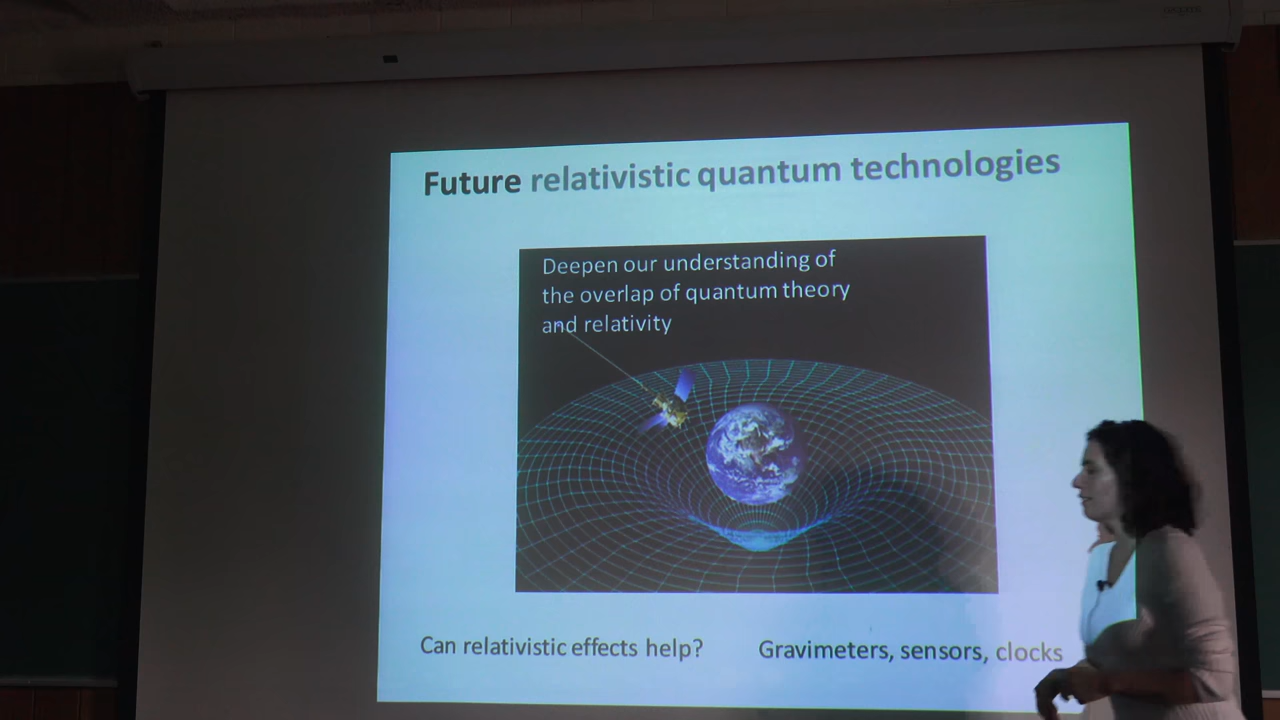 Future relativistic quantum technologies
Deepen our understanding of
the overlap of quantum theory
and relativity
Can relativistic effects help?
Gravimeters, sensors, clocks